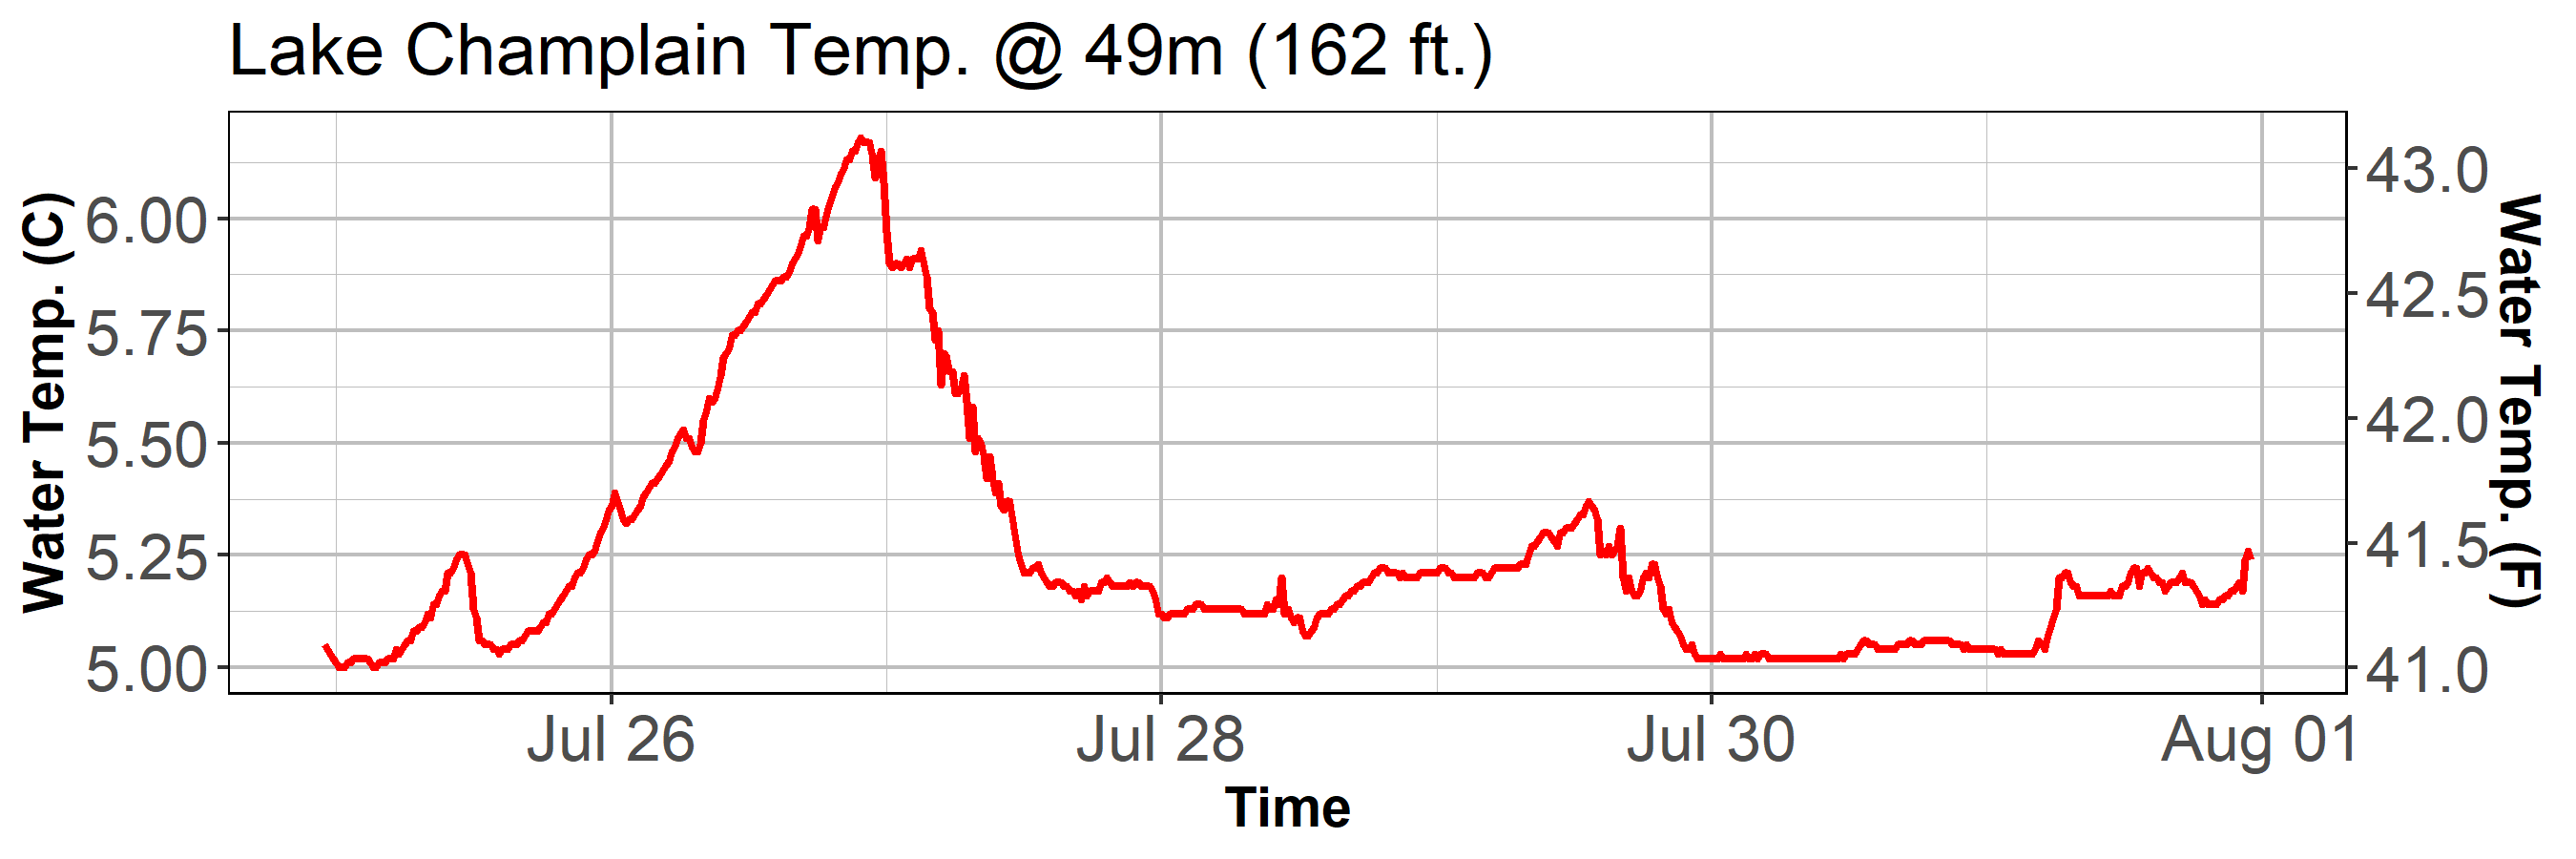 Lake Champlain Temp. @ 49m (162 ft.)
Water Temp. (C)
6.00
5.75
5.50
5.25
5.00
43.0
42.5
42.0
41.5
41.0
Water Temp. (F)
Jul 26 Jul 28 Jul 30 Aug 01
Time